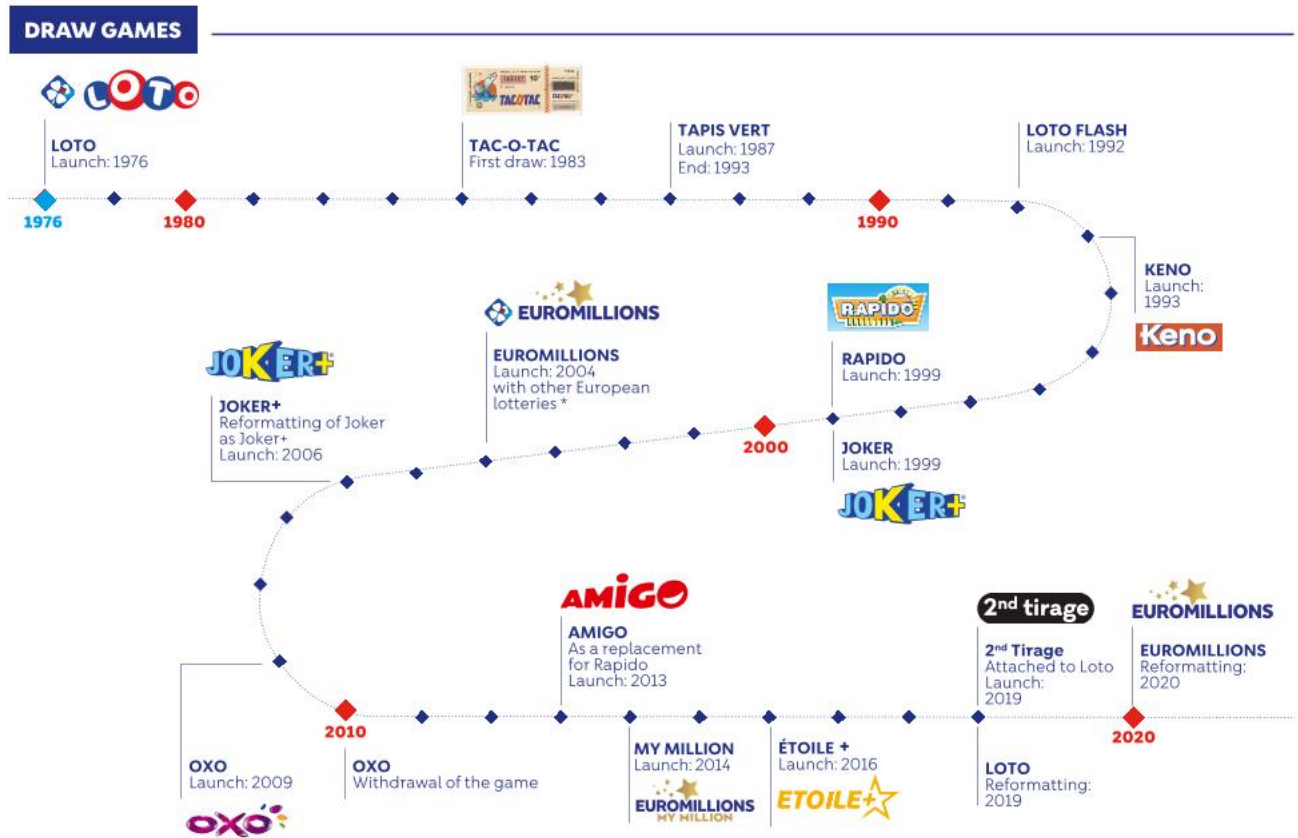 DRAW GAMES
LOTO
LOTO
Launch: 1976
TACOTAC
TAC-O-TAC
First draw: 1983
TAPIS VERT
Launch: 1987
End: 1993
LOTO FLASH
Launch: 1992
1976
1980
1990
KENO
Launch:
1993
Keno
RAPIDO
RAPIDO
Launch: 1999
EUROMILLIONS
EUROMILLIONS
Launch: 2004
with other European
lotteries *
JOKER+
JOKER+
Reformatting of Joker
as Joker+
Launch: 2006
2000
JOKER
Launch: 1999
JOKER+
AMIGO
AMIGO
As a replacement
for Rapido
Launch: 2013
2nd tirage
2nd Tirage
Attached to Loto
Launch:
2019
EUROMILLIONS
EUROMILLIONS
Reformatting:
2020
2010
2020
OXO
Launch: 2009
OXO
OXO
Withdrawal of the game
MY MILLION
Launch: 2014
EUROMILLIONS
MY MILLION
ÉTOILE +
Launch: 2016
ETOILE+
LOTO
Reformatting:
2019